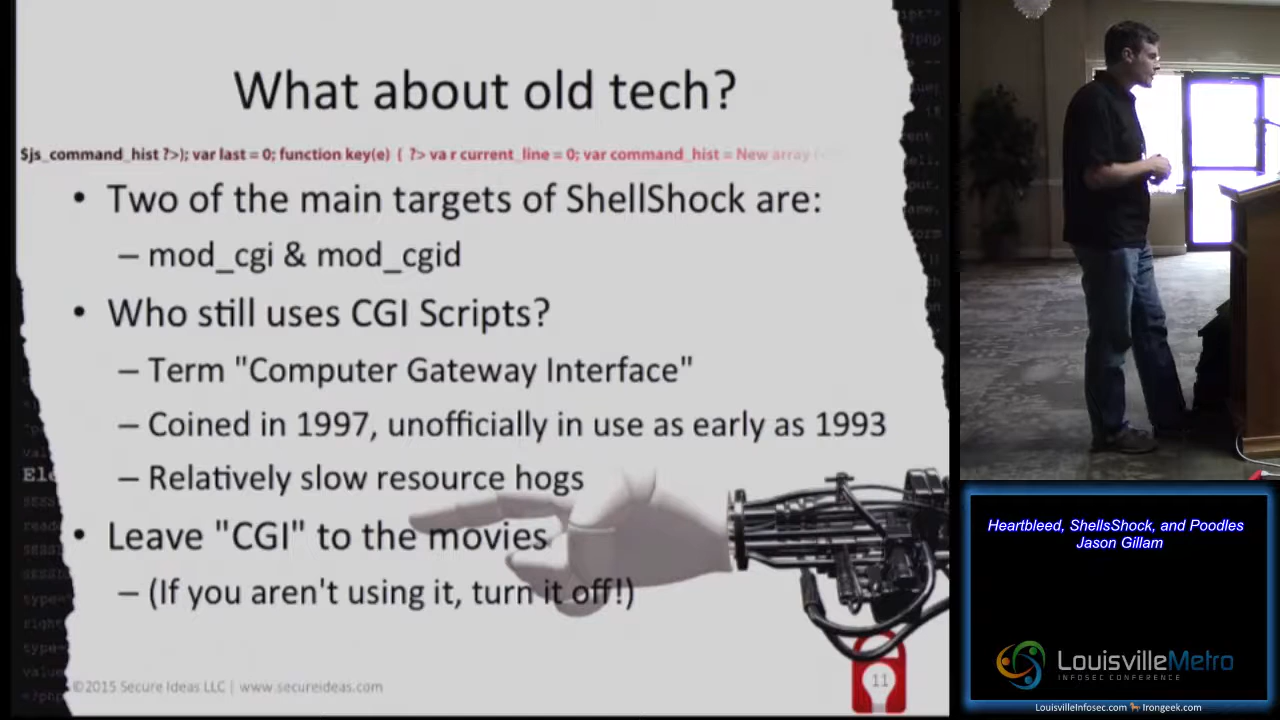 What about old tech?
$js_command_hist ?>); var last = 0; function key(e) { ?> va r current_line = 0; var command_hist = New array
• Two of the main targets of ShellShock are:
– mod_cgi & mod_cgid
• Who still uses CGI Scripts?
– Term "Computer Gateway Interface"
– Coined in 1997, unofficially in use as early as 1993
– Relatively slow resource hogs
• Leave "CGI" to the movies
– (If you aren't using it, turn it off!)
©2015 Secure Ideas LLC | www.secureideas.com
11
Heartbleed, ShellsShock, and Poodles
Jason Gillam
LouisvilleMetro
INFOSEC CONFERENCE
LouisvilleInfosec.com Irongeek.com